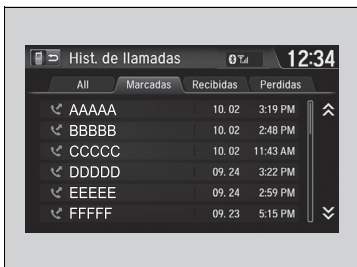 Hist. de llamadas 12:34
All Marcadas Recibidas Perdidas
AAAAA 10. 02 3:19 PM
BBBBB 10. 02 2:48 PM
CCCCC 10. 02 11:43 AM
DDDDD 09. 24 3:22 PM
EEEEE 09. 24 2:59 PM
FFFFF 09. 23 5:15 PM